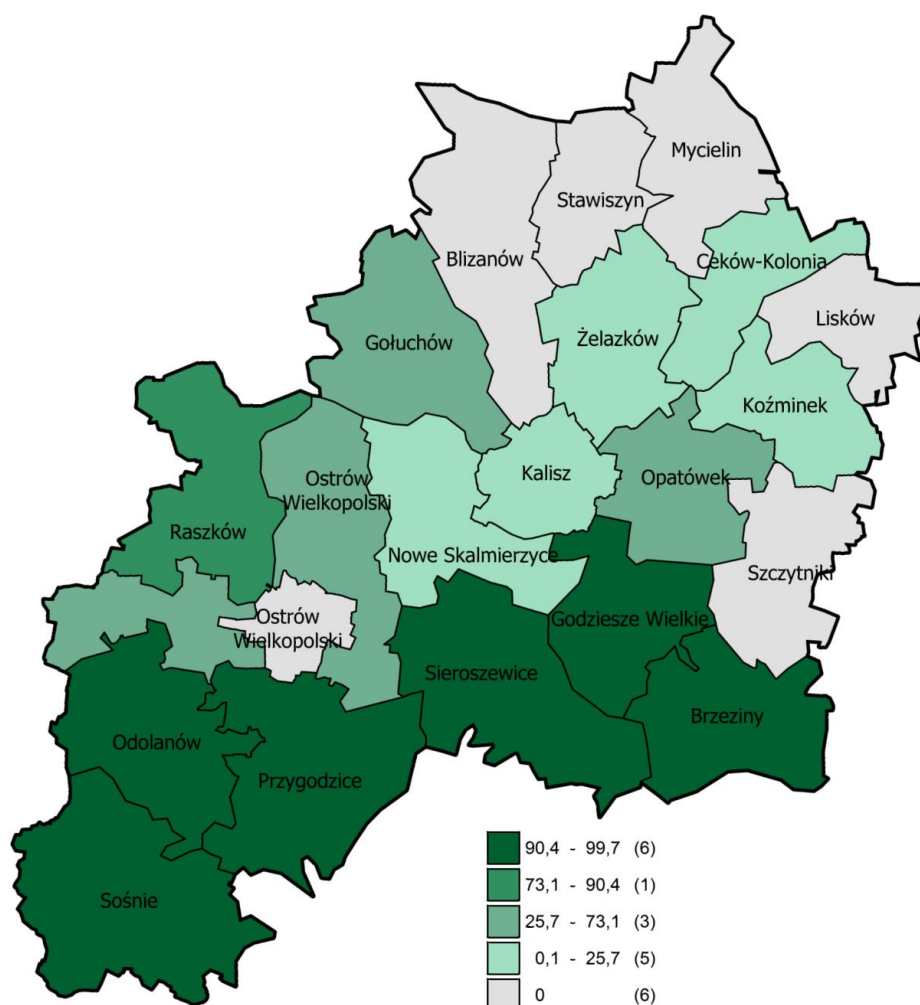 Mycielin
Stawiszyn
Blizanów
Ceków-Kolonia
Lisków
Gołuchów
Żelazków
Koźminek
Ostrów
Wielkopolski
Kalisz
Opatówek
Raszków
Nowe Skalmierzyce
Szczytniki
Ostrów
Wielkopolski
Godziesze Wielkie
Sieroszewice
Brzeziny
Odolanów
Przygodzice
Sośnie
90,4 - 99,7 (6)
73,1 - 90,4 (1)
25,7 - 73,1 (3)
0,1 - 25,7 (5)
0 (6)